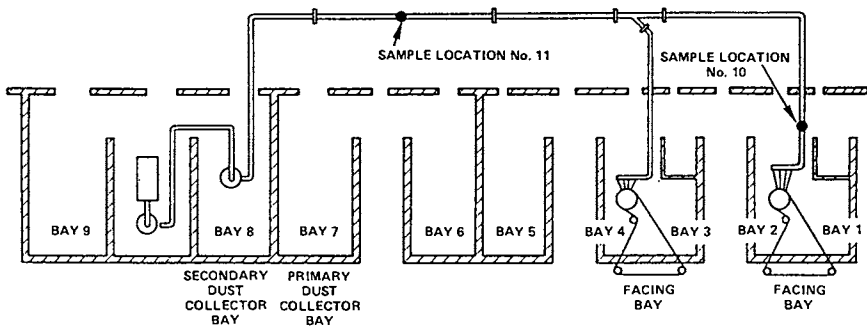 SAMPLE LOCATION No. 11
SAMPLE LOCATION
No. 10
BAY 9
BAY 8
BAY 7
BAY 6
BAY 5
BAY 4
BAY 3
BAY 2
BAY 1
SECONDARY
DUST
COLLECTOR
BAY
PRIMARY
DUST
COLLECTOR
BAY
FACING
BAY
FACING
BAY